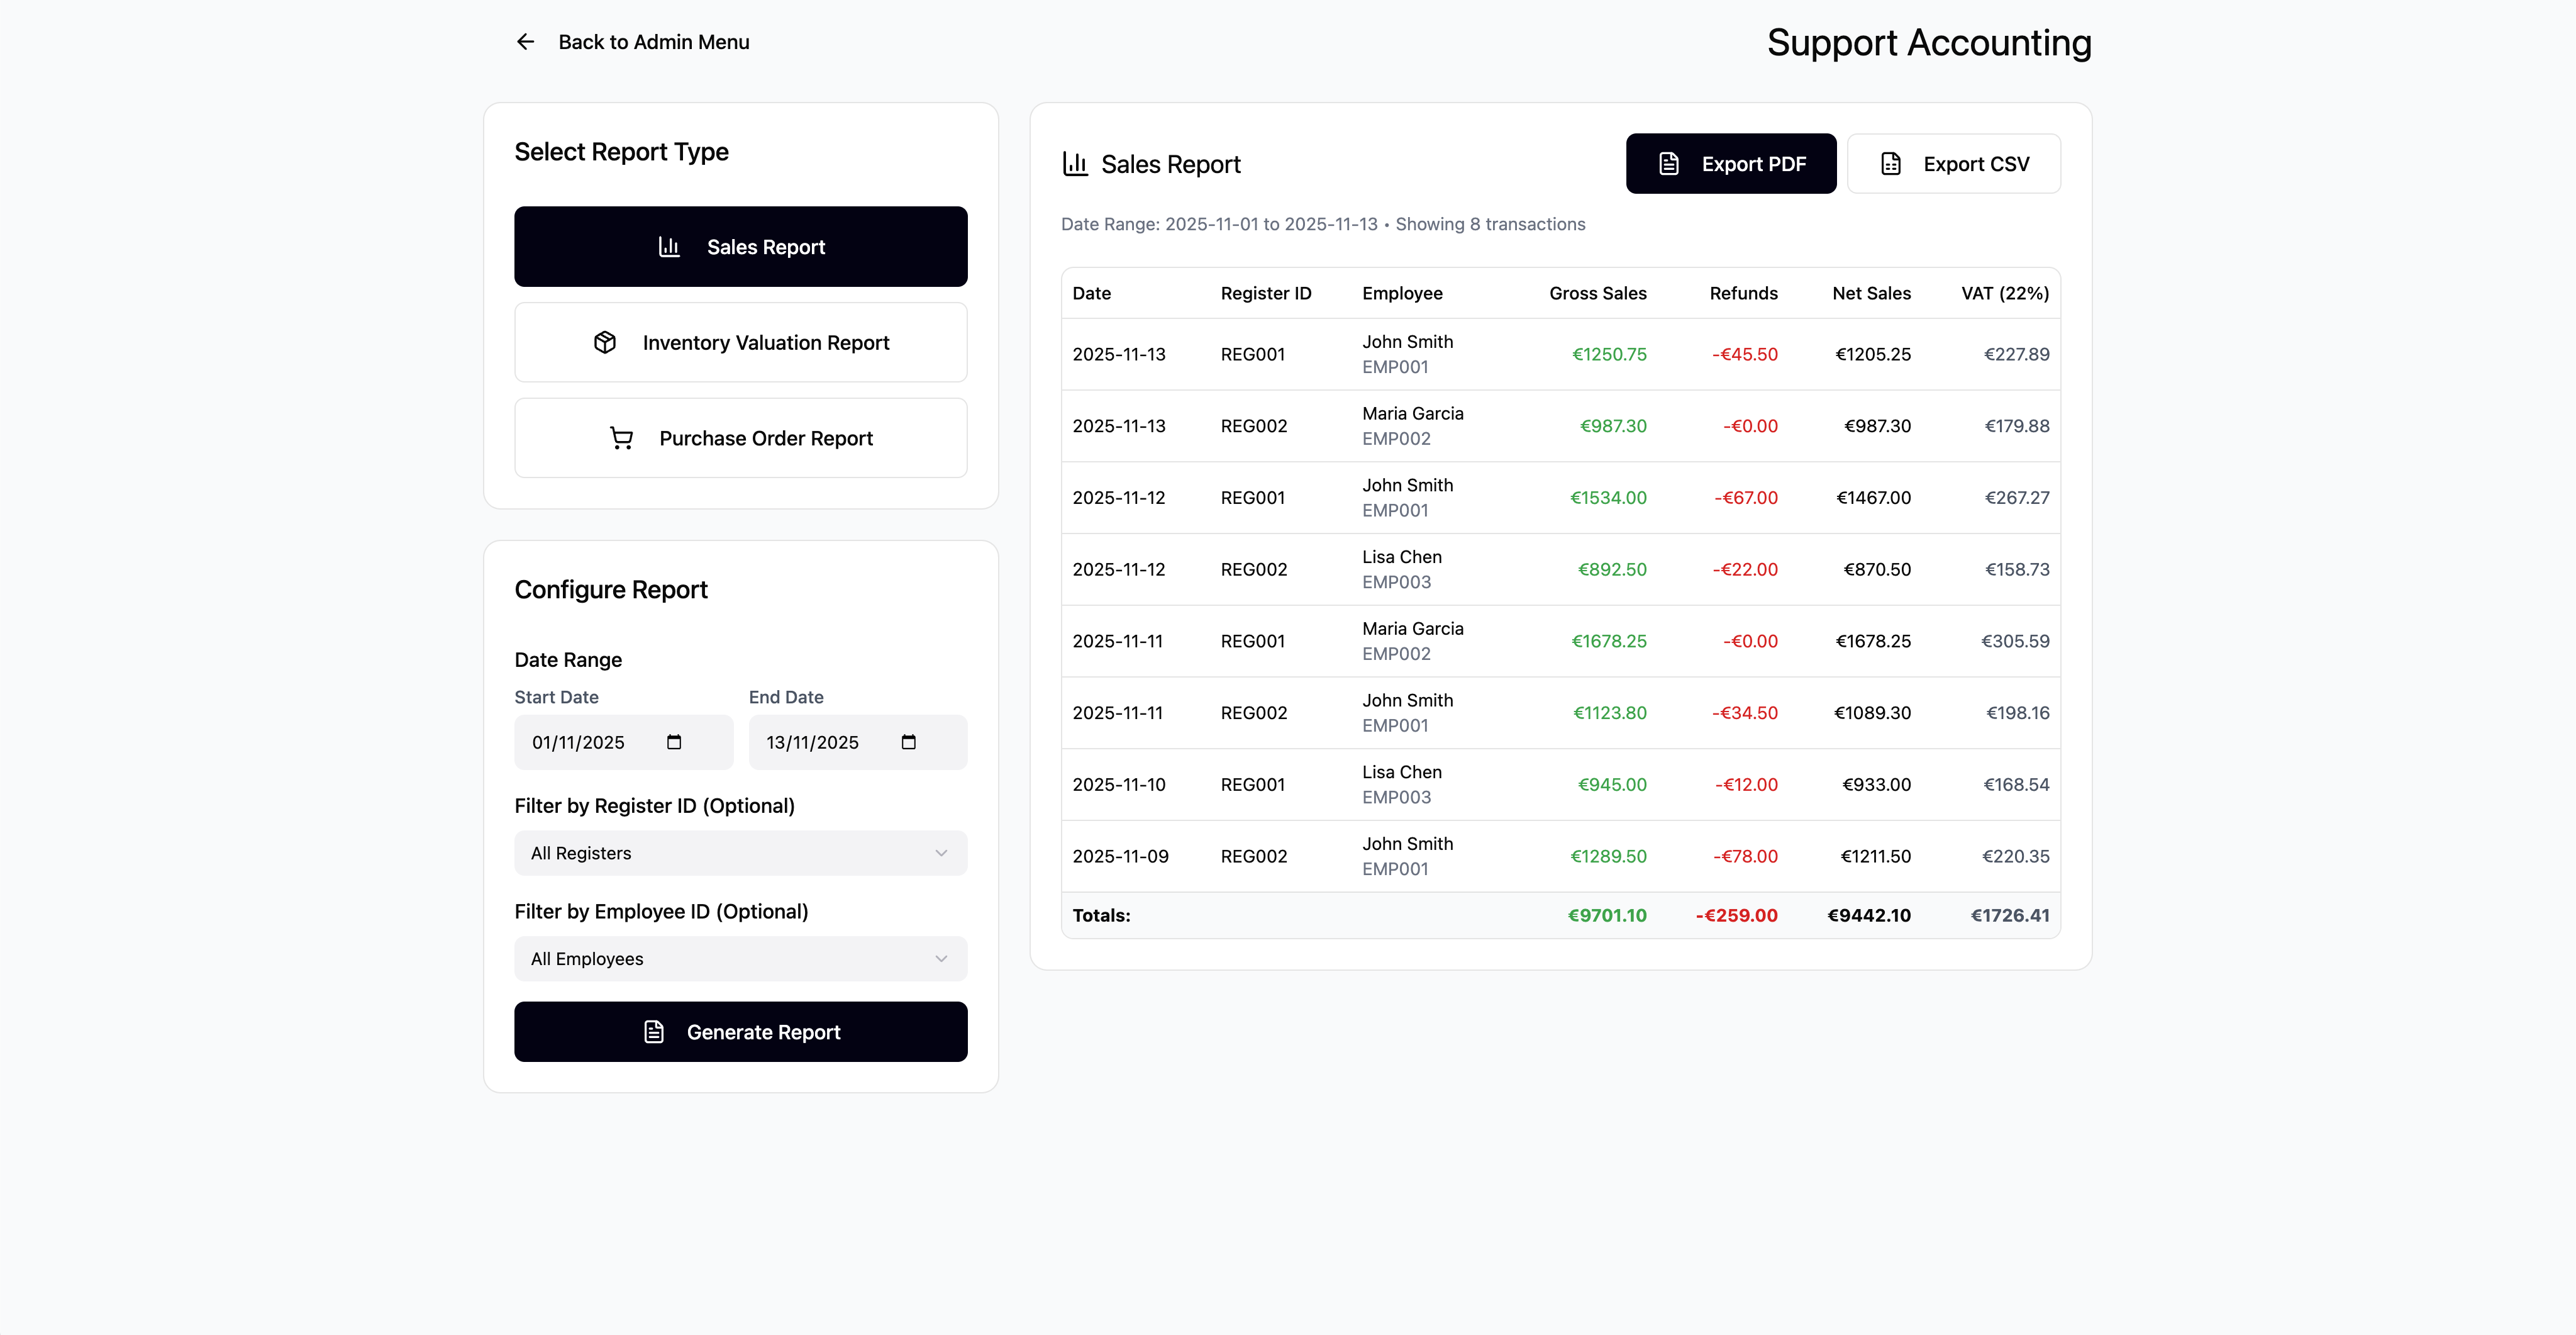 Back to Admin Menu
Support Accounting
Select Report Type
Sales Report
Inventory Valuation Report
Purchase Order Report
Configure Report
Date Range
Start Date End Date
01/11/2025 13/11/2025
Filter by Register ID (Optional)
All Registers
Filter by Employee ID (Optional)
All Employees
Generate Report
Sales Report
Export PDF Export CSV
Date Range: 2025-11-01 to 2025-11-13 • Showing 8 transactions
Date Register ID Employee Gross Sales Refunds Net Sales VAT (22%)
2025-11-13 REG001 John Smith EMP001 €1250.75 -€45.50 €1205.25 €227.89
2025-11-13 REG002 Maria Garcia EMP002 €987.30 -€0.00 €987.30 €179.88
2025-11-12 REG001 John Smith EMP001 €1534.00 -€67.00 €1467.00 €267.27
2025-11-12 REG002 Lisa Chen EMP003 €892.50 -€22.00 €870.50 €158.73
2025-11-11 REG001 Maria Garcia EMP002 €1678.25 -€0.00 €1678.25 €305.59
2025-11-11 REG002 John Smith EMP001 €1123.80 -€34.50 €1089.30 €198.16
2025-11-10 REG001 Lisa Chen EMP003 €945.00 -€12.00 €933.00 €168.54
2025-11-09 REG002 John Smith EMP001 €1289.50 -€78.00 €1211.50 €220.35
Totals: €9701.10 -€259.00 €9442.10 €1726.41